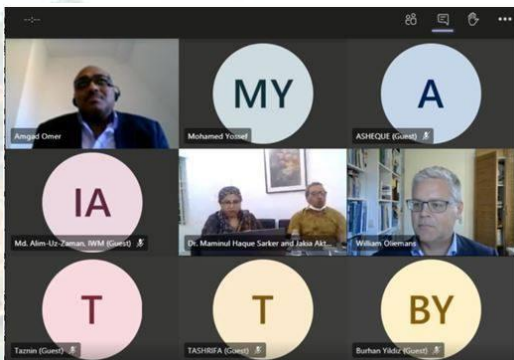 --:--
Amgad Omer
MY
Mohamed Yossef
A
ASHEQUE (Guest)
IA
Md. Alim-Uz-Zaman, IWM (Guest)
Dr. Maminul Haque Sarker and Jakia Akt...
William Oliemans
T
Taznin (Guest)
T
TASHRIFA (Guest)
BY
Burhan Yildiz (Guest)